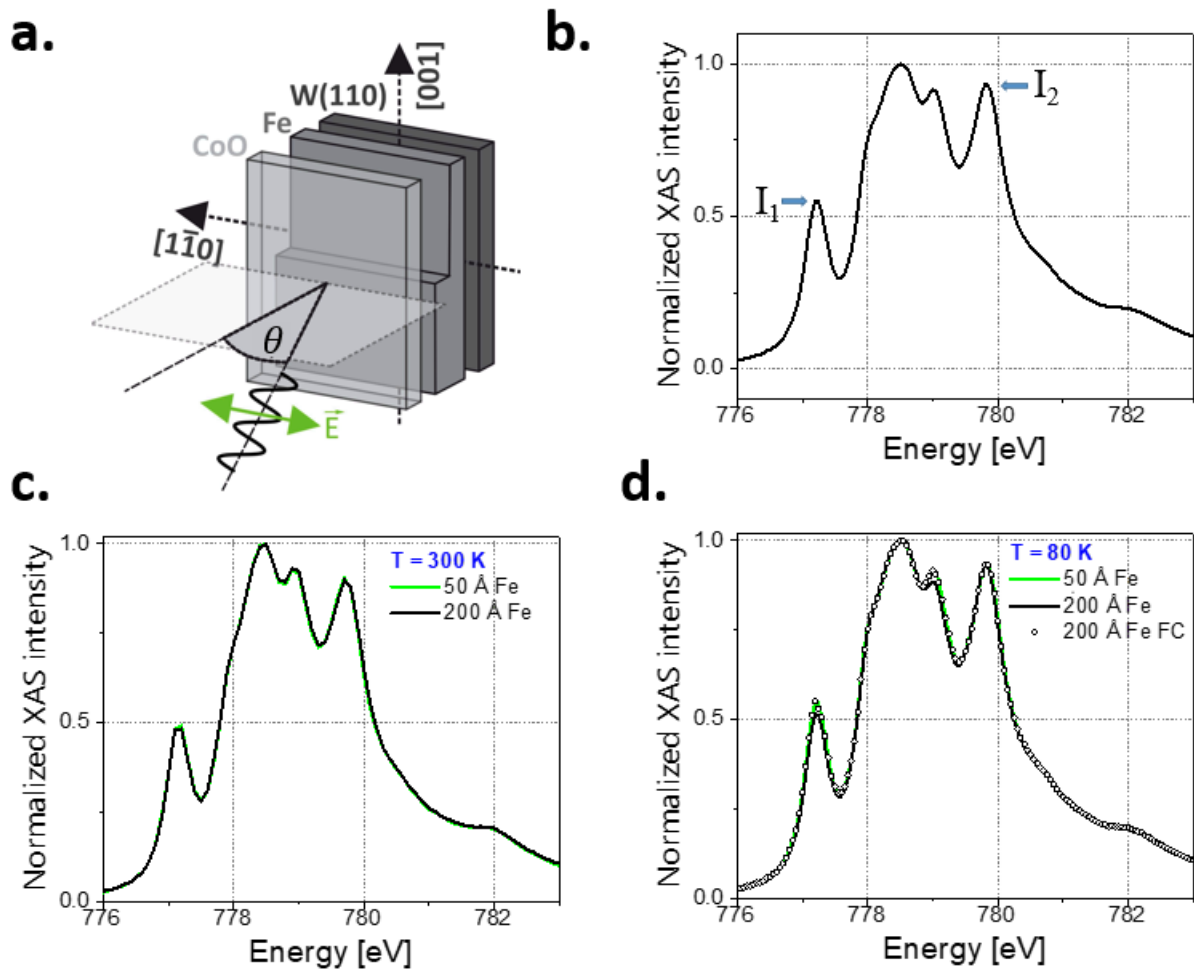 a.
W(110)
[001]
Fe
CoO
[11̄0]
θ
E⃗
b.
Normalized XAS intensity
1.0
0.5
0.0
I₁
I₂
776
778
780
782
Energy [eV]
c.
Normalized XAS intensity
1.0
0.5
0.0
T = 300 K
50 Å Fe
200 Å Fe
776
778
780
782
Energy [eV]
d.
Normalized XAS intensity
1.0
0.5
0.0
T = 80 K
50 Å Fe
200 Å Fe
200 Å Fe FC
776
778
780
782
Energy [eV]